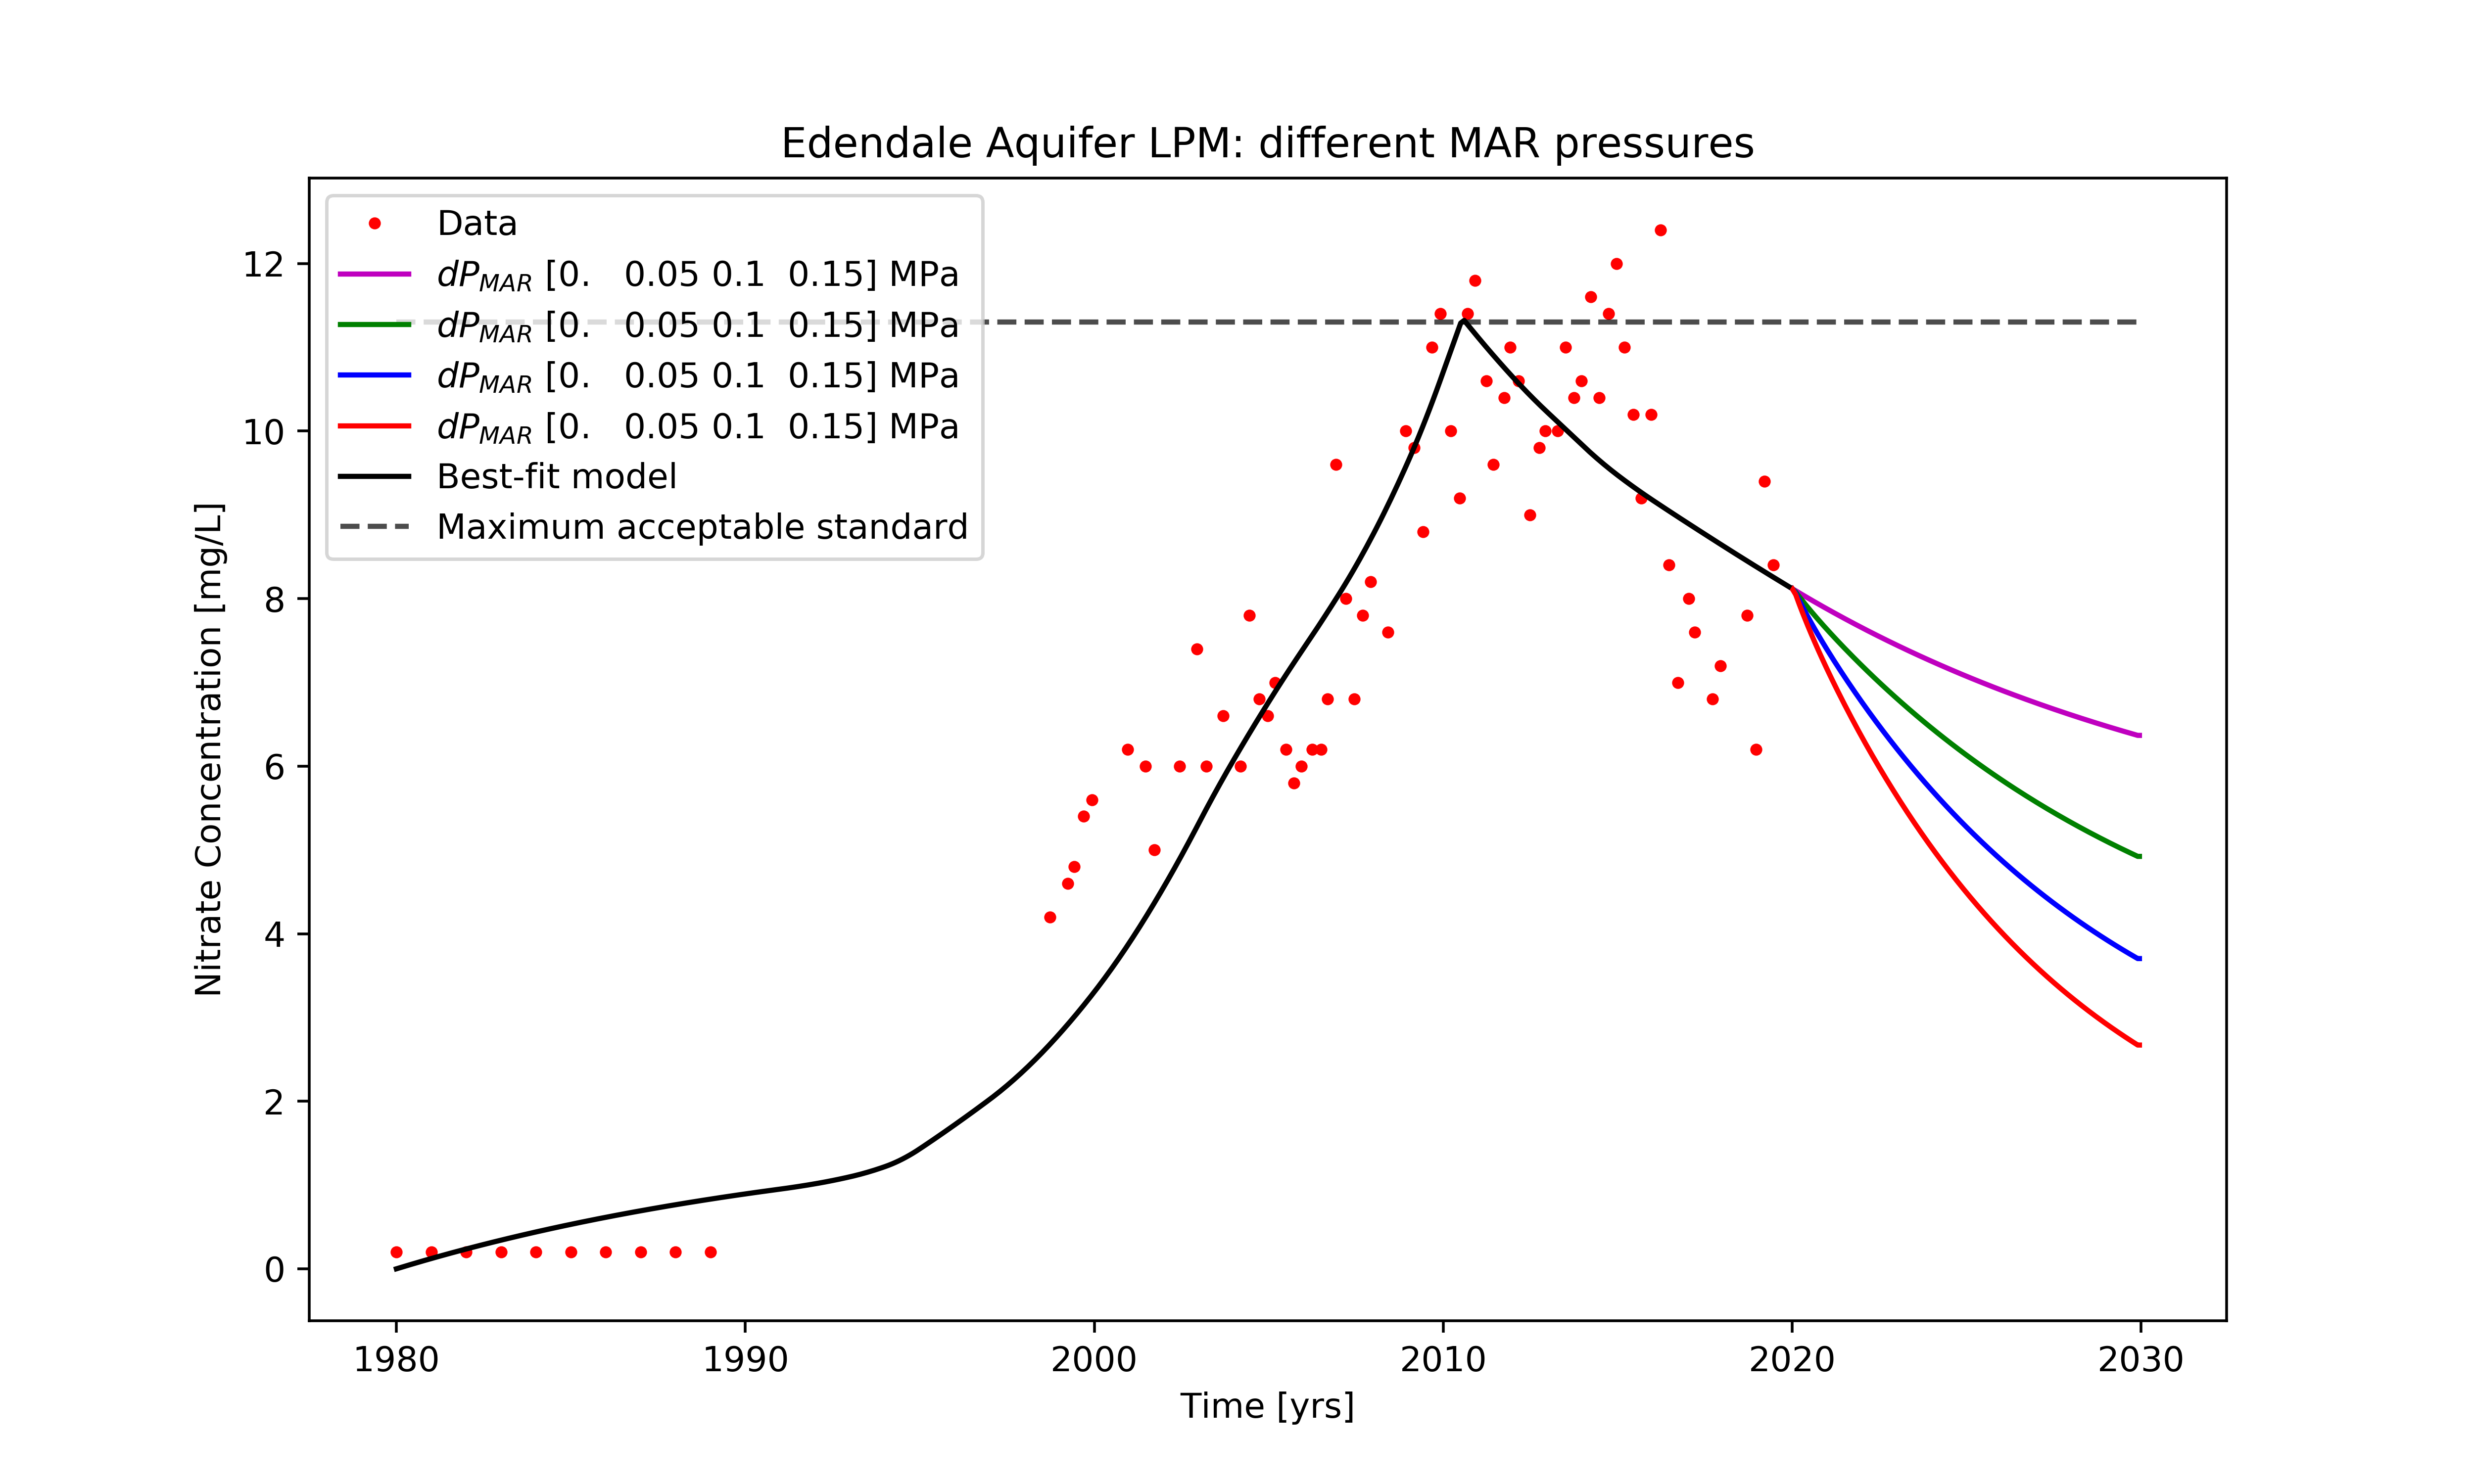 Edendale Aquifer LPM: different MAR pressures
Data
dP_MAR [0.   0.05 0.1  0.15] MPa
dP_MAR [0.   0.05 0.1  0.15] MPa
dP_MAR [0.   0.05 0.1  0.15] MPa
dP_MAR [0.   0.05 0.1  0.15] MPa
Best-fit model
Maximum acceptable standard
Nitrate Concentration [mg/L]
12
10
8
6
4
2
0
1980 1990 2000 2010 2020 2030
Time [yrs]